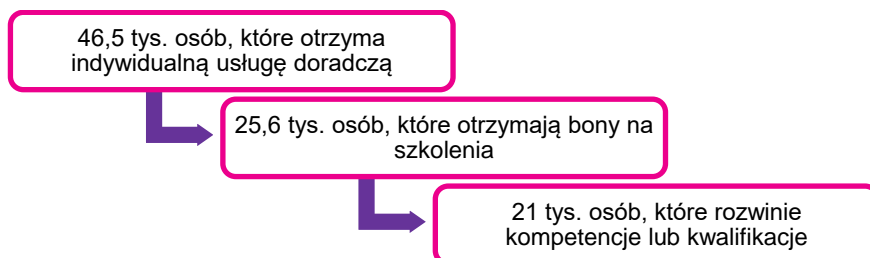 46,5 tys. osób, które otrzyma
indywidualną usługę doradczą
25,6 tys. osób, które otrzymają bony na
szkolenia
21 tys. osób, które rozwinie
kompetencje lub kwalifikacje